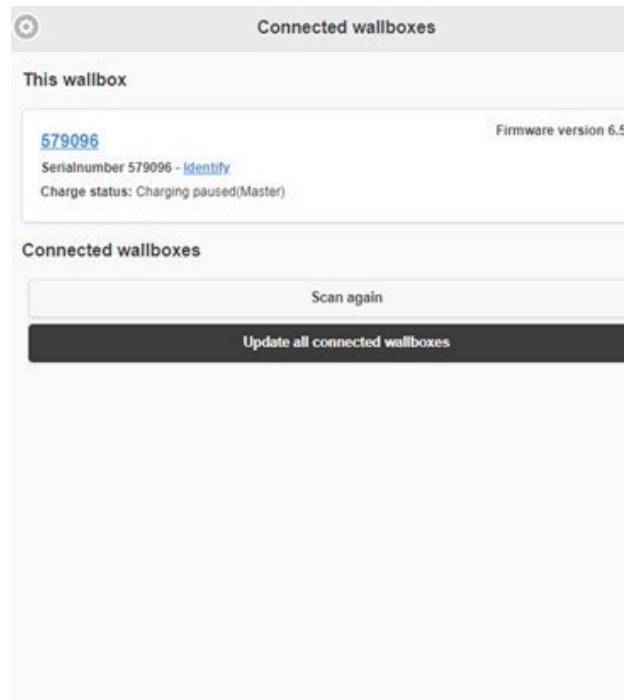 Connected wallboxes
This wallbox
Firmware version 6.5
579096
Serialnumber 579096 - Identify
Charge status: Charging paused(Master)
Connected wallboxes
Scan again
Update all connected wallboxes